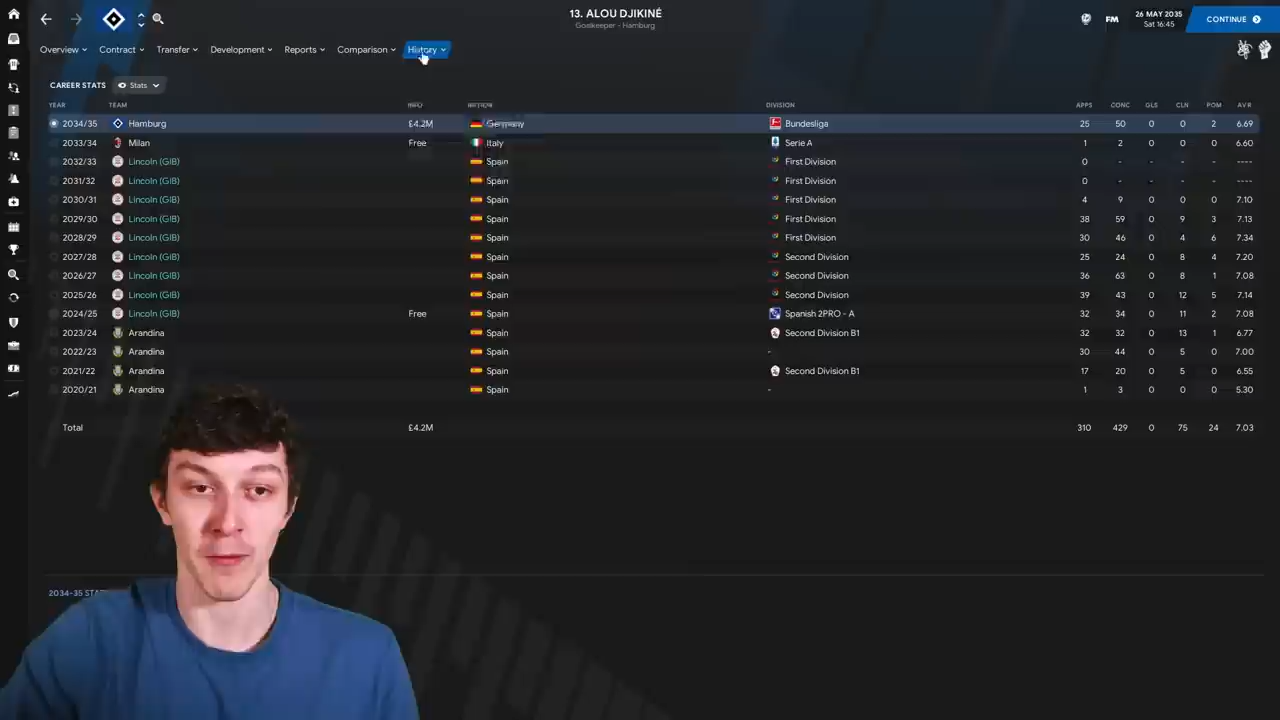 13. ALOU DJIKINÉ
Goalkeeper - Hamburg
FM
26 MAY 2035
Sat 16:45
CONTINUE
Overview Contract Transfer Development Reports Comparison History
CAREER STATS Stats
YEAR TEAM DIVISION APPS CONC GLS CLN POM AVR
2034/35 Hamburg £4.2M Germany Bundesliga 25 50 0 0 2 6.69
2033/34 Milan Free Italy Serie A 1 2 0 0 0 6.60
2032/33 Lincoln (GIB) Spain First Division 0 - - - - ----
2031/32 Lincoln (GIB) Spain First Division 0 - - - - ----
2030/31 Lincoln (GIB) Spain First Division 4 9 0 0 0 7.10
2029/30 Lincoln (GIB) Spain First Division 38 59 0 9 3 7.13
2028/29 Lincoln (GIB) Spain First Division 30 46 0 4 6 7.34
2027/28 Lincoln (GIB) Spain Second Division 25 24 0 8 4 7.20
2026/27 Lincoln (GIB) Spain Second Division 36 63 0 8 1 7.08
2025/26 Lincoln (GIB) Spain Second Division 39 43 0 12 5 7.14
2024/25 Lincoln (GIB) Free Spain Spanish 2PRO - A 32 34 0 11 2 7.08
2023/24 Arandina Spain Second Division B1 32 32 0 13 1 6.77
2022/23 Arandina Spain - 30 44 0 5 0 7.00
2021/22 Arandina Spain Second Division B1 17 20 0 5 0 6.55
2020/21 Arandina Spain - 1 3 0 0 0 5.30
Total £4.2M 310 429 0 75 24 7.03
2034-35